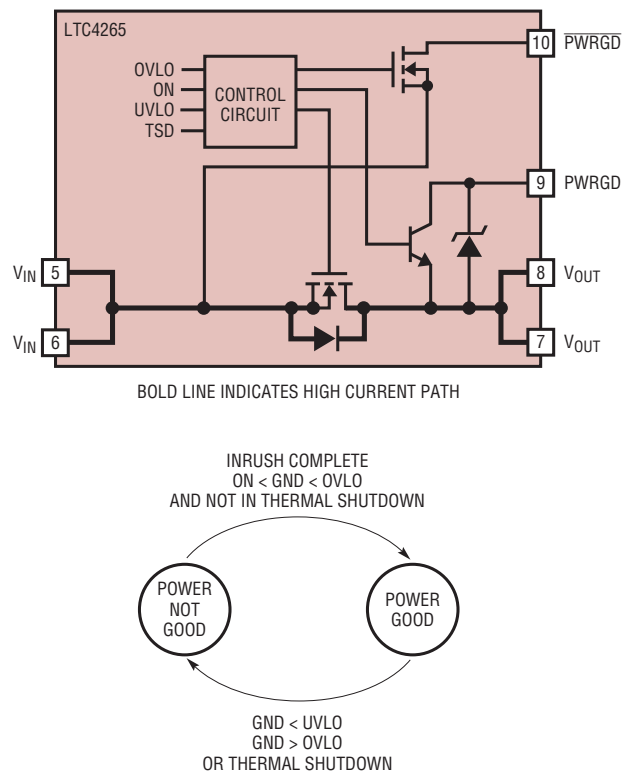 LTC4265
10 P̅W̅R̅G̅D̅
OVLO
ON
UVLO
TSD
CONTROL
CIRCUIT
9 PWRGD
VIN 5
8 VOUT
VIN 6
7 VOUT
BOLD LINE INDICATES HIGH CURRENT PATH
INRUSH COMPLETE
ON < GND < OVLO
AND NOT IN THERMAL SHUTDOWN
POWER
NOT
GOOD
POWER
GOOD
GND < UVLO
GND > OVLO
OR THERMAL SHUTDOWN